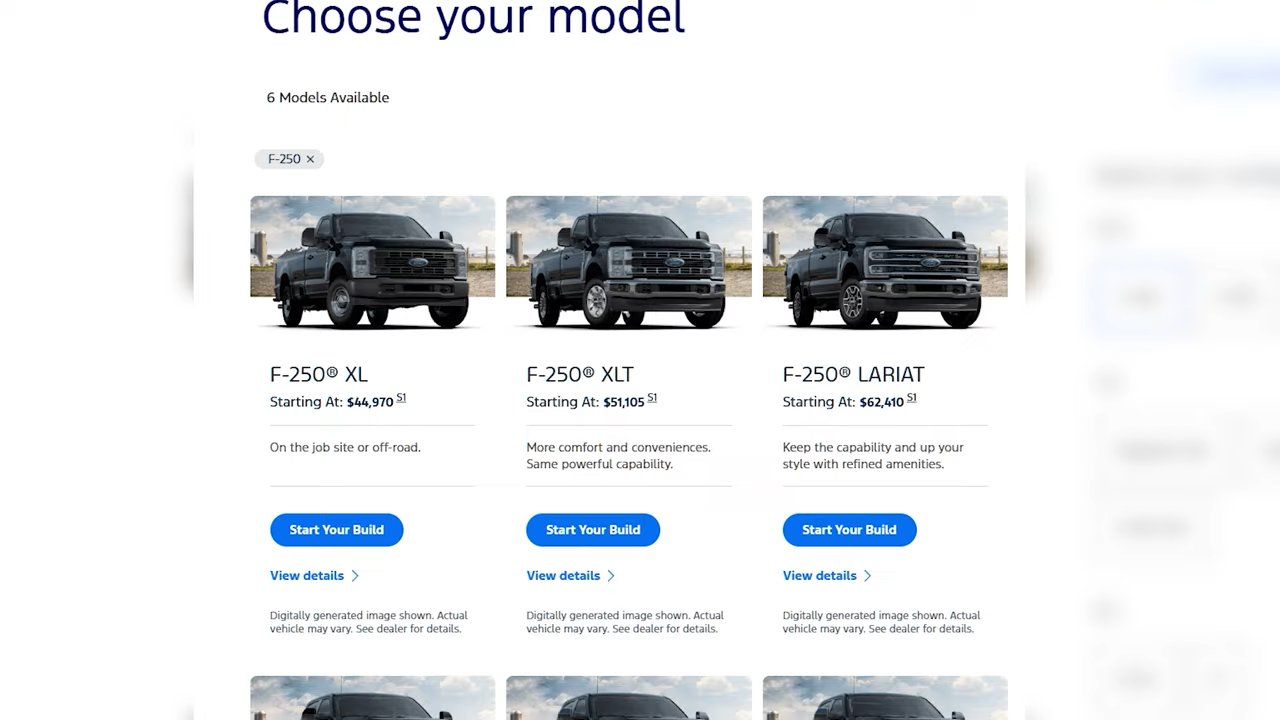 Choose your model
6 Models Available
F-250 ×
F-250® XL
Starting At: $44,970 S1
On the job site or off-road.
Start Your Build
View details >
Digitally generated image shown. Actual
vehicle may vary. See dealer for details.
F-250® XLT
Starting At: $51,105 S1
More comfort and conveniences.
Same powerful capability.
Start Your Build
View details >
Digitally generated image shown. Actual
vehicle may vary. See dealer for details.
F-250® LARIAT
Starting At: $62,410 S1
Keep the capability and up your
style with refined amenities.
Start Your Build
View details >
Digitally generated image shown. Actual
vehicle may vary. See dealer for details.